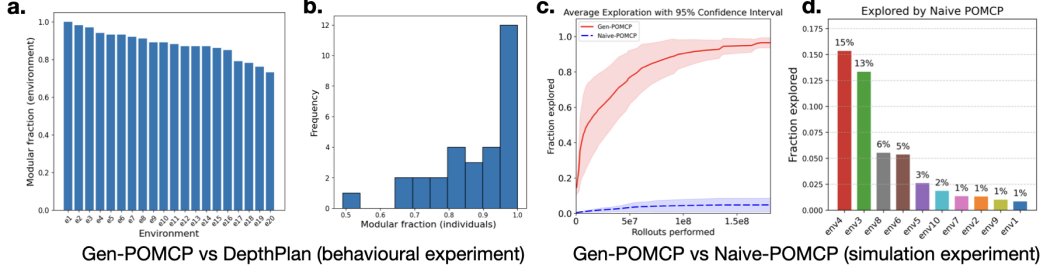 a.
Modular fraction (environment)
1.0
0.8
0.6
0.4
0.2
0.0
e1 e2 e3 e4 e5 e6 e7 e8 e9 e10 e11 e12 e13 e14 e15 e16 e17 e18 e19 e20
Environment
b.
Frequency
12
10
8
6
4
2
0
0.5 0.6 0.7 0.8 0.9 1.0
Modular fraction (individuals)
Gen-POMCP vs DepthPlan (behavioural experiment)
c.
Average Exploration with 95% Confidence Interval
Gen-POMCP
Naive-POMCP
Fraction explored
1.0
0.8
0.6
0.4
0.2
0.0
0 5e7 1e8 1.5e8
Rollouts performed
d.
Explored by Naive POMCP
Fraction explored
0.175
0.150
0.125
0.100
0.075
0.050
0.025
0.000
15% 13% 6% 5% 3% 2% 1% 1% 1% 1%
env4 env3 env8 env6 env5 env10 env7 env2 env9 env1
Gen-POMCP vs Naive-POMCP (simulation experiment)